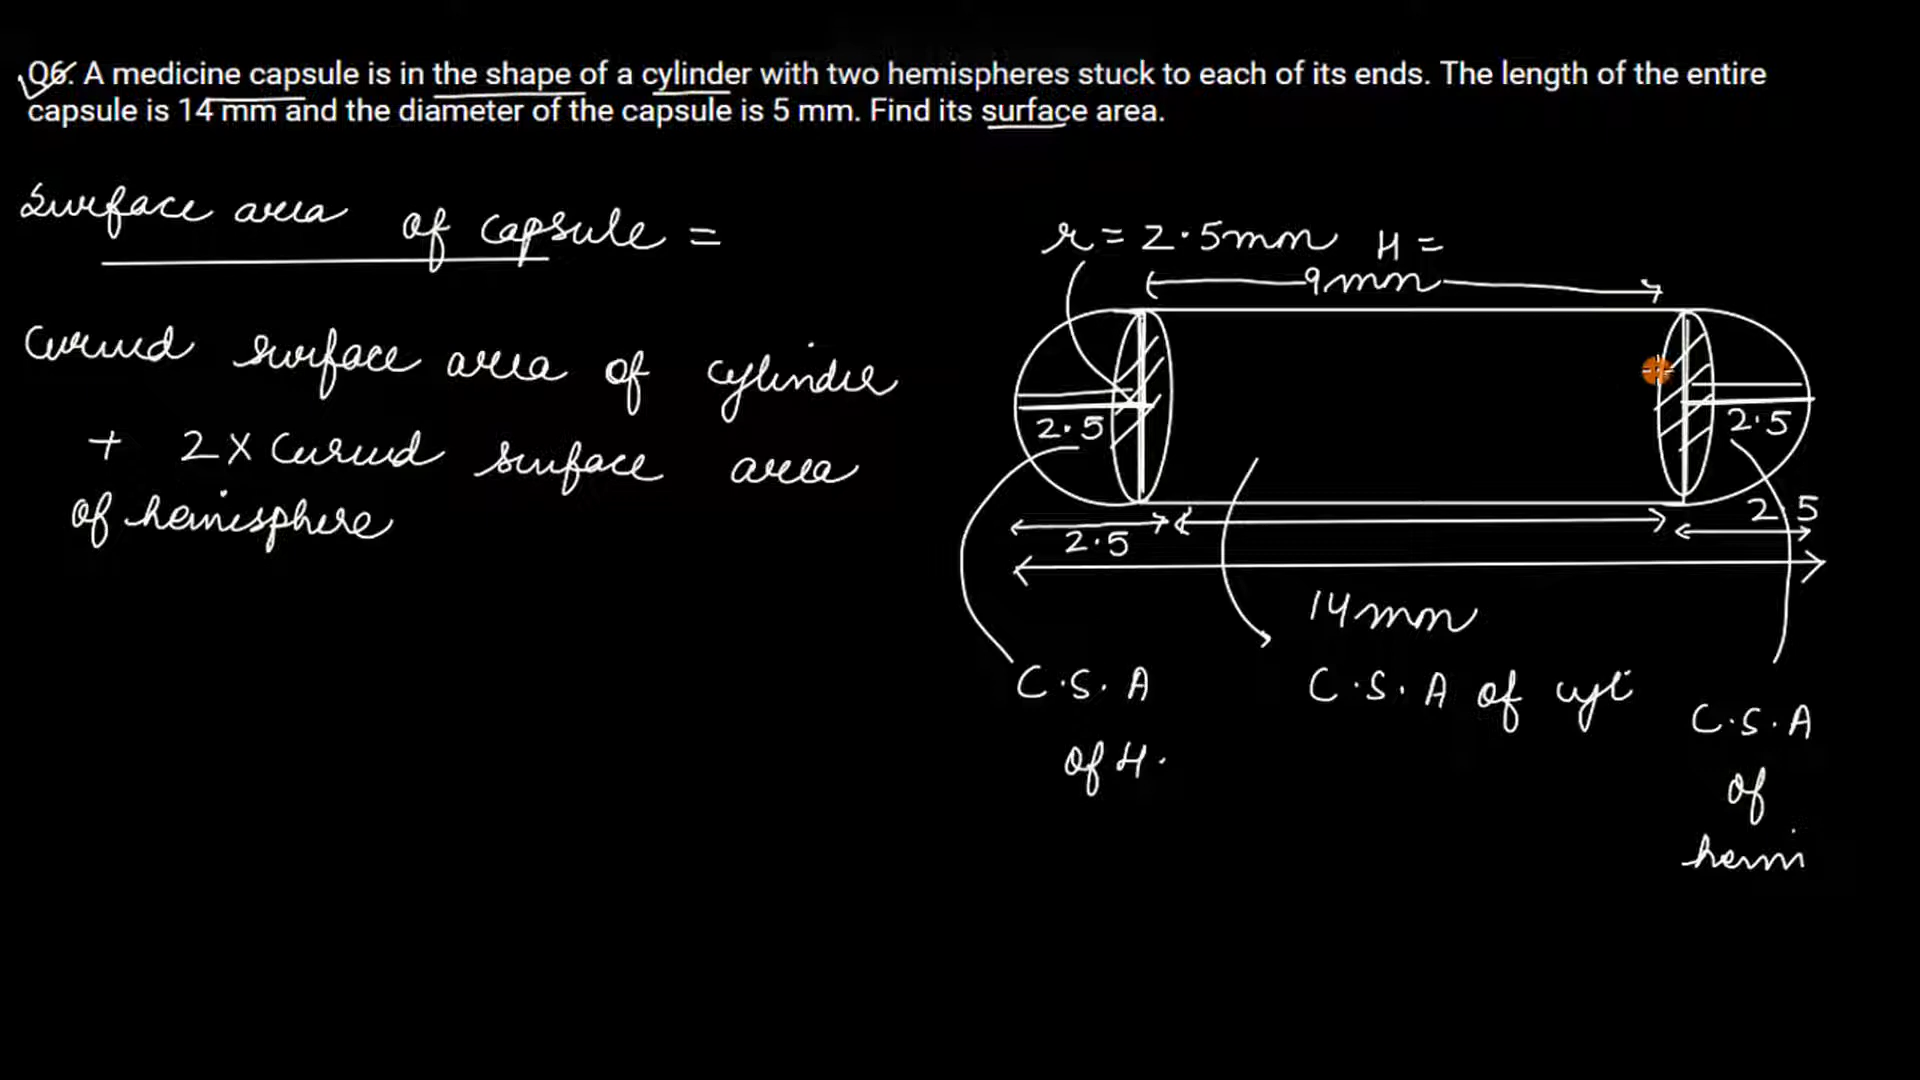 Q6. A medicine capsule is in the shape of a cylinder with two hemispheres stuck to each of its ends. The length of the entire
capsule is 14 mm and the diameter of the capsule is 5 mm. Find its surface area.
Surface area of capsule =
Curved surface area of cylinder
+ 2 X Curved surface area
of hemisphere
r = 2.5mm H =
9mm
2.5 2.5
2.5 2.5
14mm
C.S.A
of H.
C.S.A of cyl
C.S.A
of
hemi